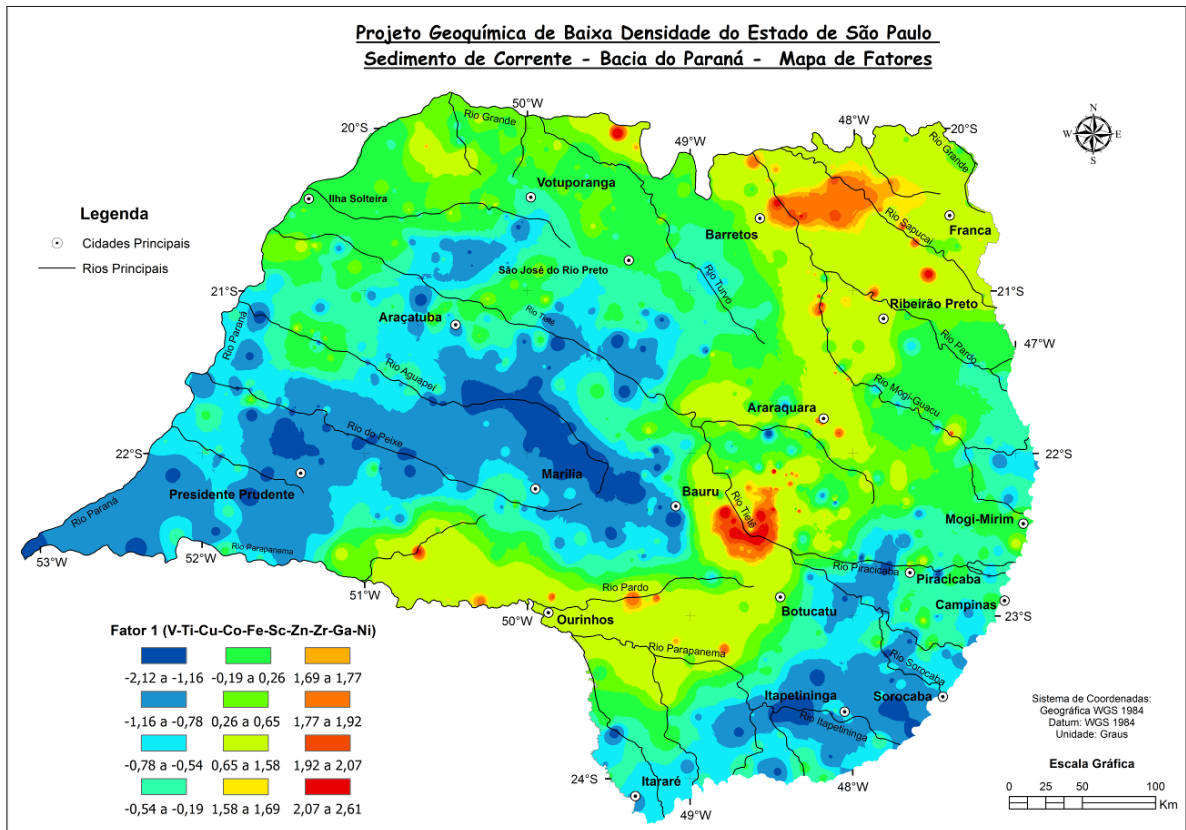 Projeto Geoquímica de Baixa Densidade do Estado de São Paulo
Sedimento de Corrente - Bacia do Paraná - Mapa de Fatores
50°W
20°S
Rio Grande
49°W
48°W
20°S
Rio Grande
N
W E
S
Votuporanga
Ilha Solteira
Legenda
Cidades Principais
Rios Principais
Barretos
Rio Sapucaí
Franca
São José do Rio Preto
Rio Turvo
21°S
21°S
Ribeirão Preto
Araçatuba
Rio Tietê
Rio Paraná
Rio Pardo
47°W
Rio Aguapeí
Rio Mogi-Guacu
Araraquara
Rio do Peixe
22°S
22°S
Marília
Presidente Prudente
Bauru
Rio Tietê
Rio Paraná
Mogi-Mirim
53°W
52°W
Rio Parapanema
Rio Piracicaba
Piracicaba
51°W
Rio Pardo
Botucatu
Campinas
50°W
Ourinhos
23°S
Fator 1 (V-Ti-Cu-Co-Fe-Sc-Zn-Zr-Ga-Ni)
Rio Parapanema
Rio Sorocaba
-2,12 a -1,16 -0,19 a 0,26 1,69 a 1,77
Itapetininga
Sorocaba
Rio Itapetininga
-1,16 a -0,78 0,26 a 0,65 1,77 a 1,92
-0,78 a -0,54 0,65 a 1,58 1,92 a 2,07
-0,54 a -0,19 1,58 a 1,69 2,07 a 2,61
24°S
Itararé
49°W
48°W
Sistema de Coordenadas:
Geográfica WGS 1984
Datum: WGS 1984
Unidade: Graus
Escala Gráfica
0 50 100
Km